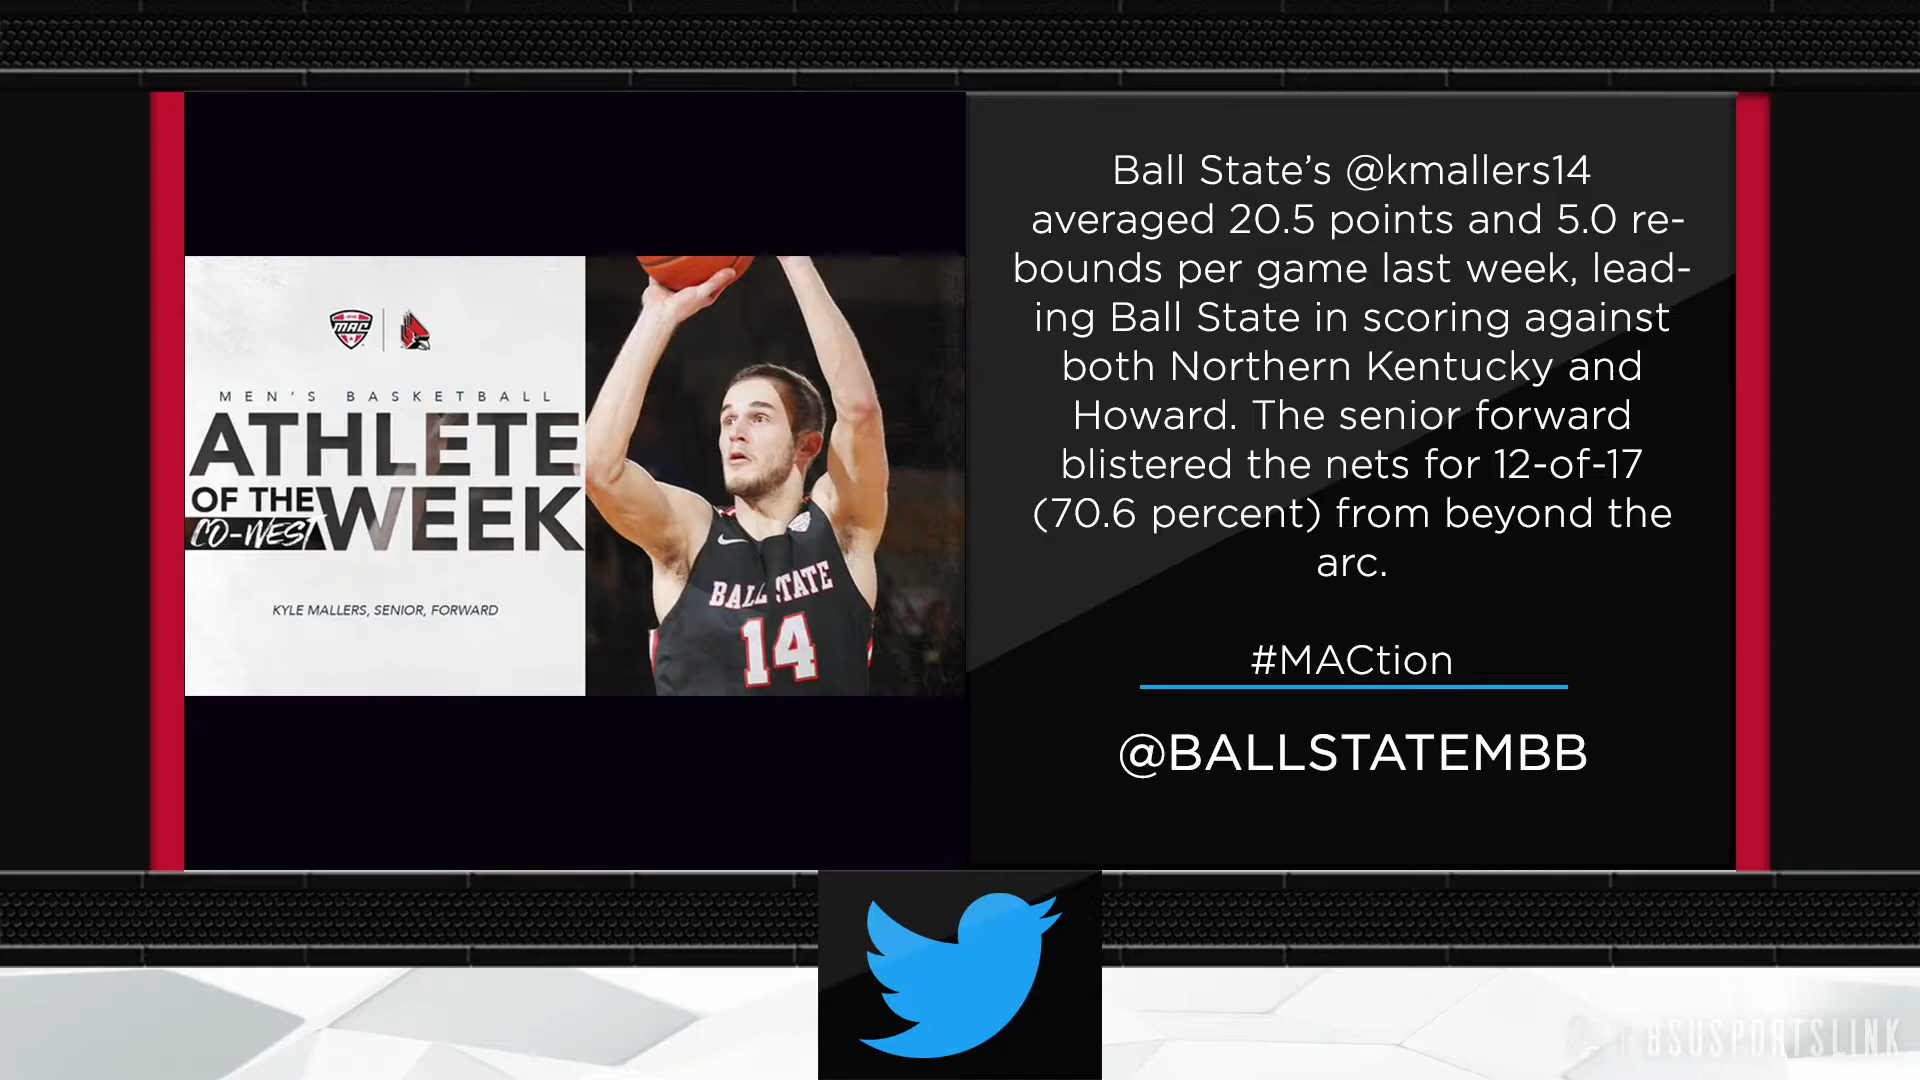 MAC
MEN'S BASKETBALL
ATHLETE
OF THE
CO-WEST
WEEK
KYLE MALLERS, SENIOR, FORWARD
BALL STATE
14
Ball State’s @kmallers14
averaged 20.5 points and 5.0 re-
bounds per game last week, lead-
ing Ball State in scoring against
both Northern Kentucky and
Howard. The senior forward
blistered the nets for 12-of-17
(70.6 percent) from beyond the
arc.
#MACtion
@BALLSTATEMBB
BSUSPORTSLINK